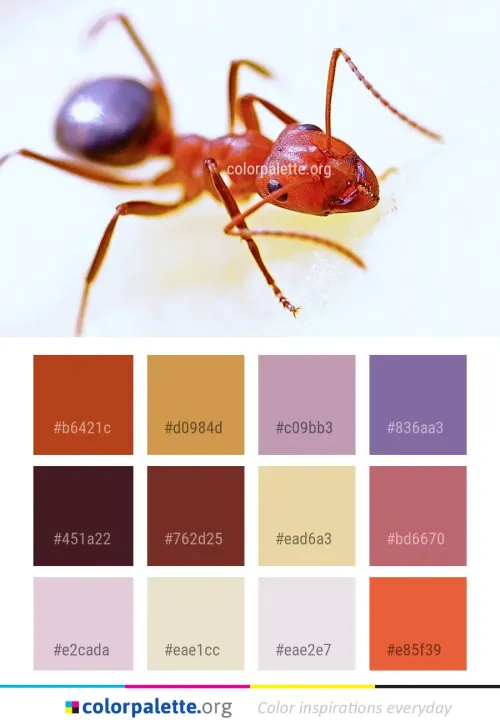 colorpalette.org
#b6421c #d0984d #c09bb3 #836aa3
#451a22 #762d25 #ead6a3 #bd6670
#e2cada #eae1cc #eae2e7 #e85f39
colorpalette.org Color inspirations everyday